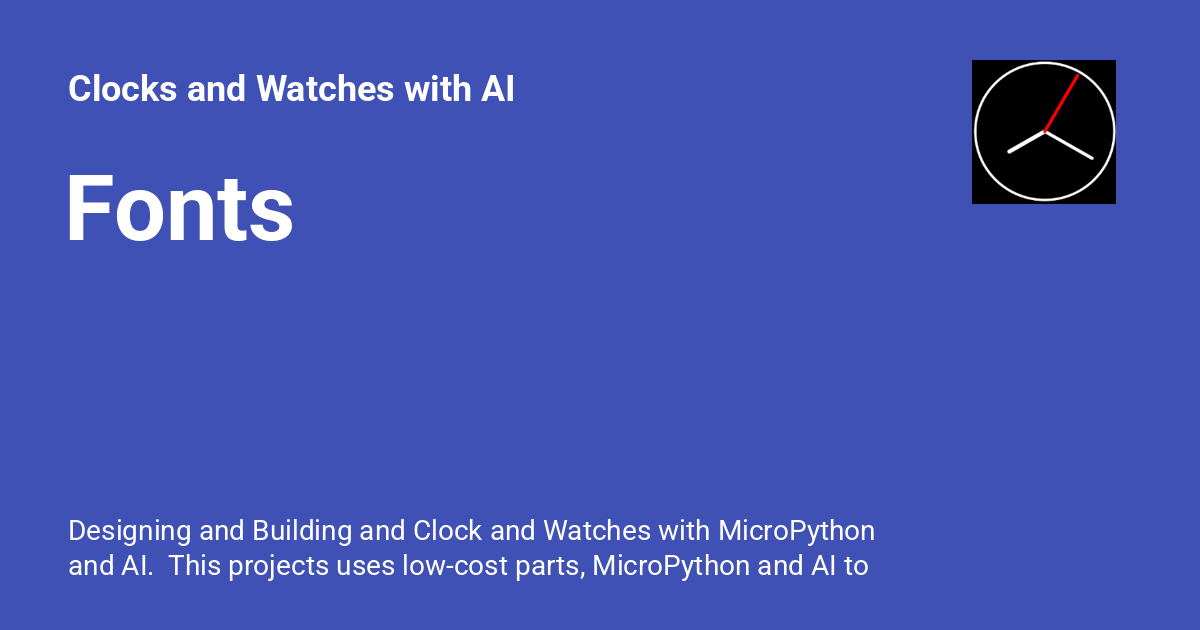 Clocks and Watches with AI
Fonts
Designing and Building and Clock and Watches with MicroPython
and AI.  This projects uses low-cost parts, MicroPython and AI to